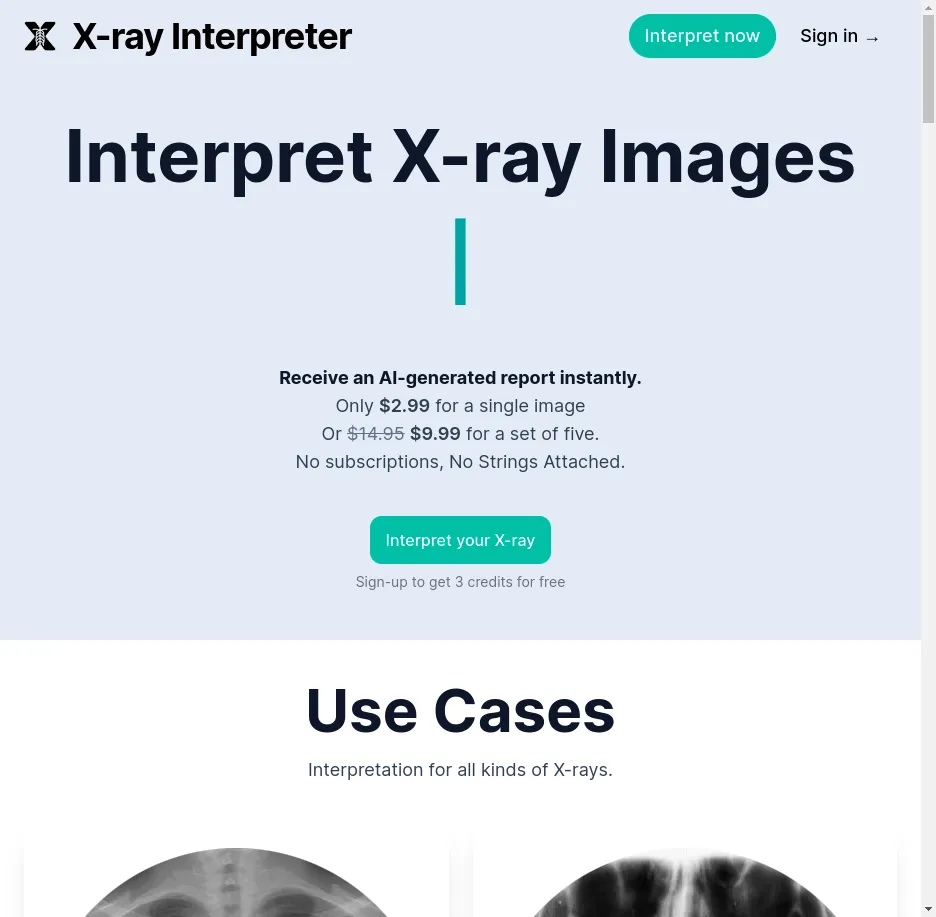 X-ray Interpreter
Interpret now
Sign in →
Interpret X-ray Images
Receive an AI-generated report instantly.
Only $2.99 for a single image
Or $14.95 $9.99 for a set of five.
No subscriptions, No Strings Attached.
Interpret your X-ray
Sign-up to get 3 credits for free
Use Cases
Interpretation for all kinds of X-rays.